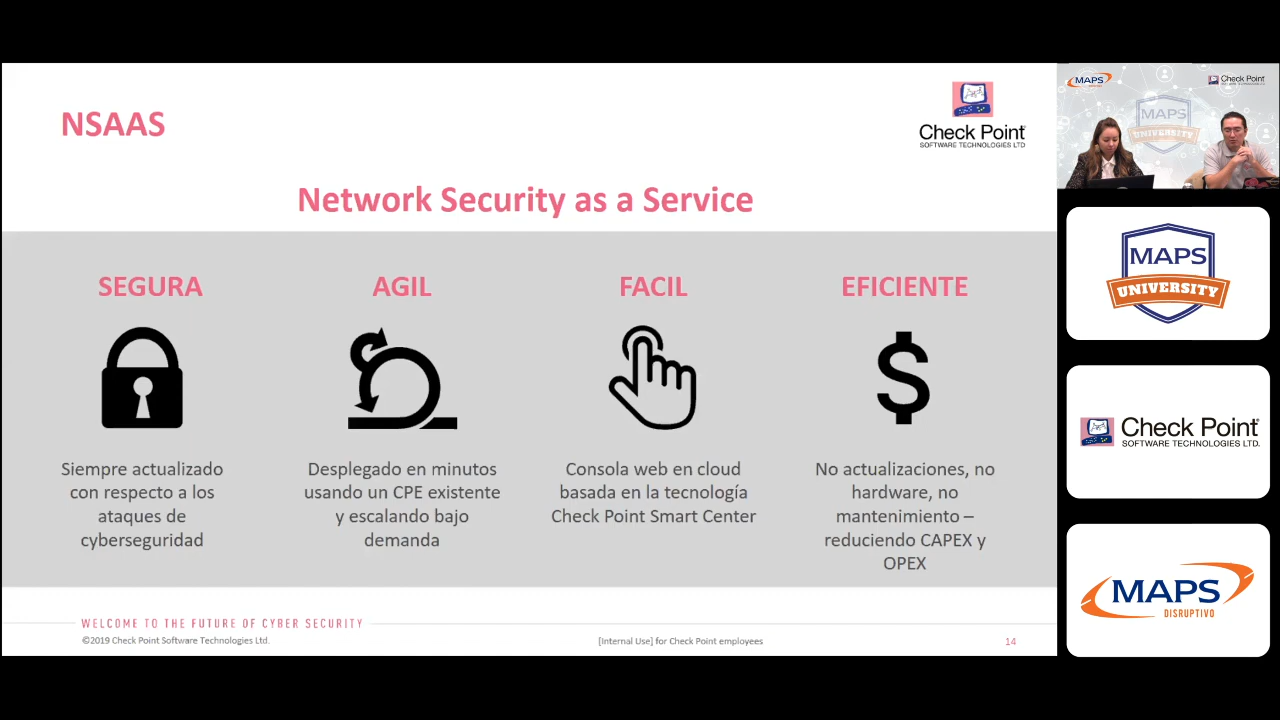 NSAAS
Check Point
SOFTWARE TECHNOLOGIES LTD
Network Security as a Service
SEGURA
Siempre actualizado
con respecto a los
ataques de
cyberseguridad
AGIL
Desplegado en minutos
usando un CPE existente
y escalando bajo
demanda
FACIL
Consola web en cloud
basada en la tecnología
Check Point Smart Center
EFICIENTE
No actualizaciones, no
hardware, no
mantenimiento –
reduciendo CAPEX y
OPEX
WELCOME TO THE FUTURE OF CYBER SECURITY
©2019 Check Point Software Technologies Ltd.
[Internal Use] for Check Point employees
14
MAPS
Check Point
MAPS
UNIVERSITY
MAPS
UNIVERSITY
Check Point
SOFTWARE TECHNOLOGIES LTD.
MAPS
DISRUPTIVO